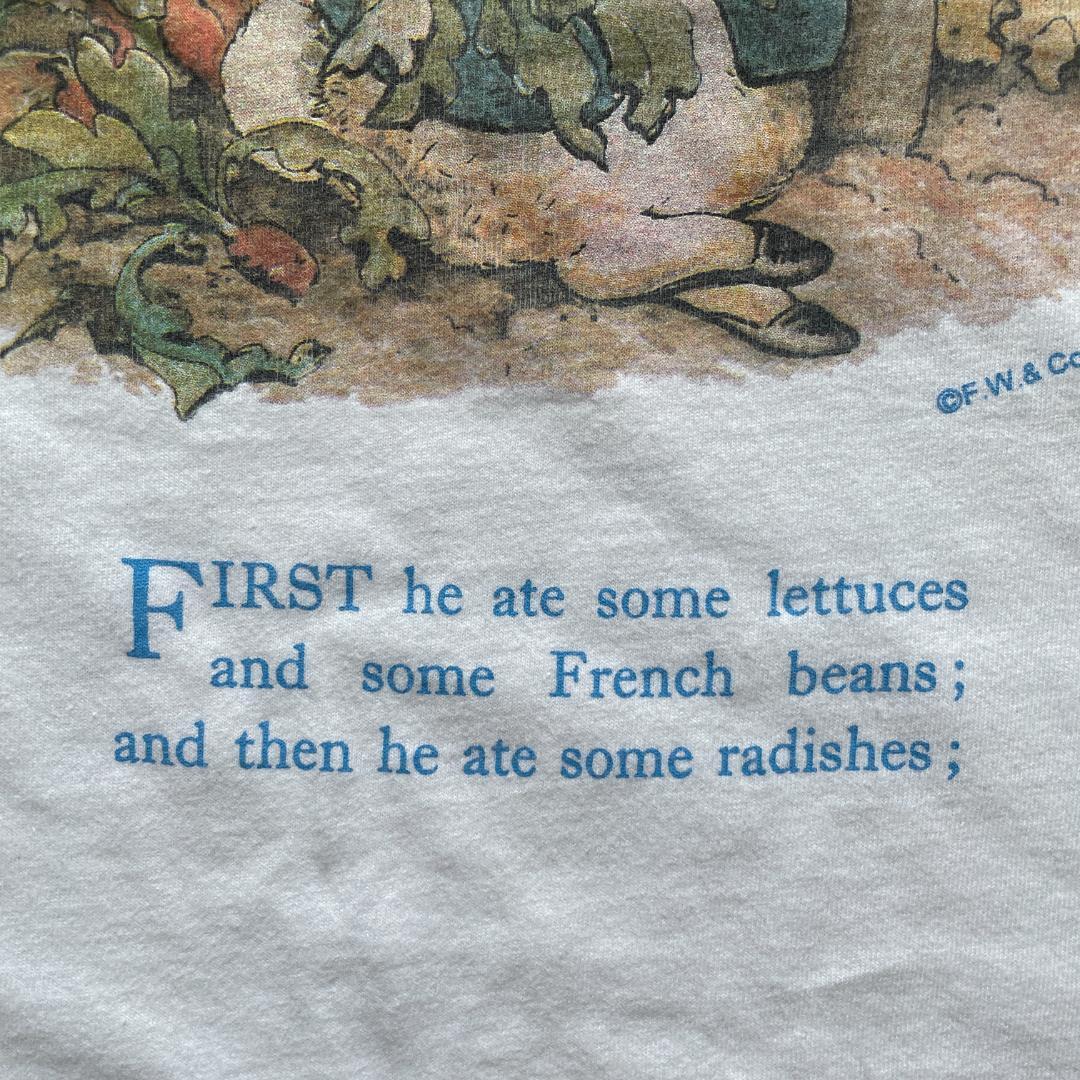 ©F.W.& Co
FIRST he ate some lettuces
and some French beans;
and then he ate some radishes;